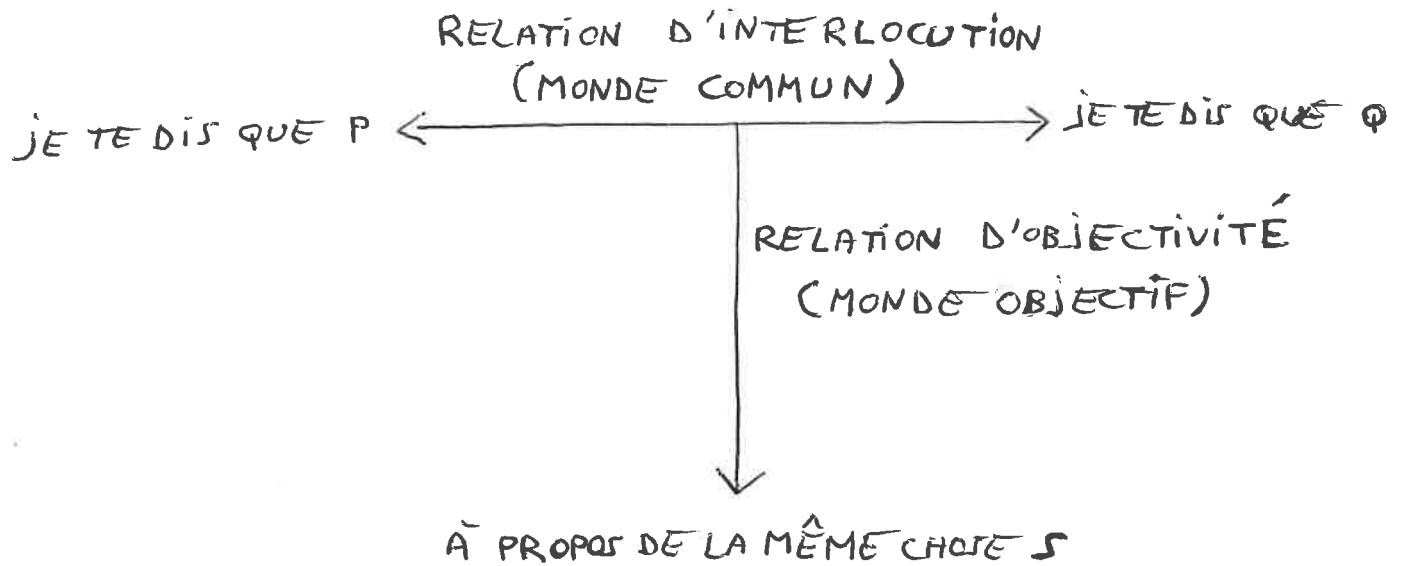 RELATION D'INTERLOCUTION
(MONDE COMMUN)
jE TE DiS QUE P
jE TE DiS QUE Q
RELATION D'OBJECTIVITÉ
(MONDE OBJECTIF)
À PROPOS DE LA MÊME CHOSE S